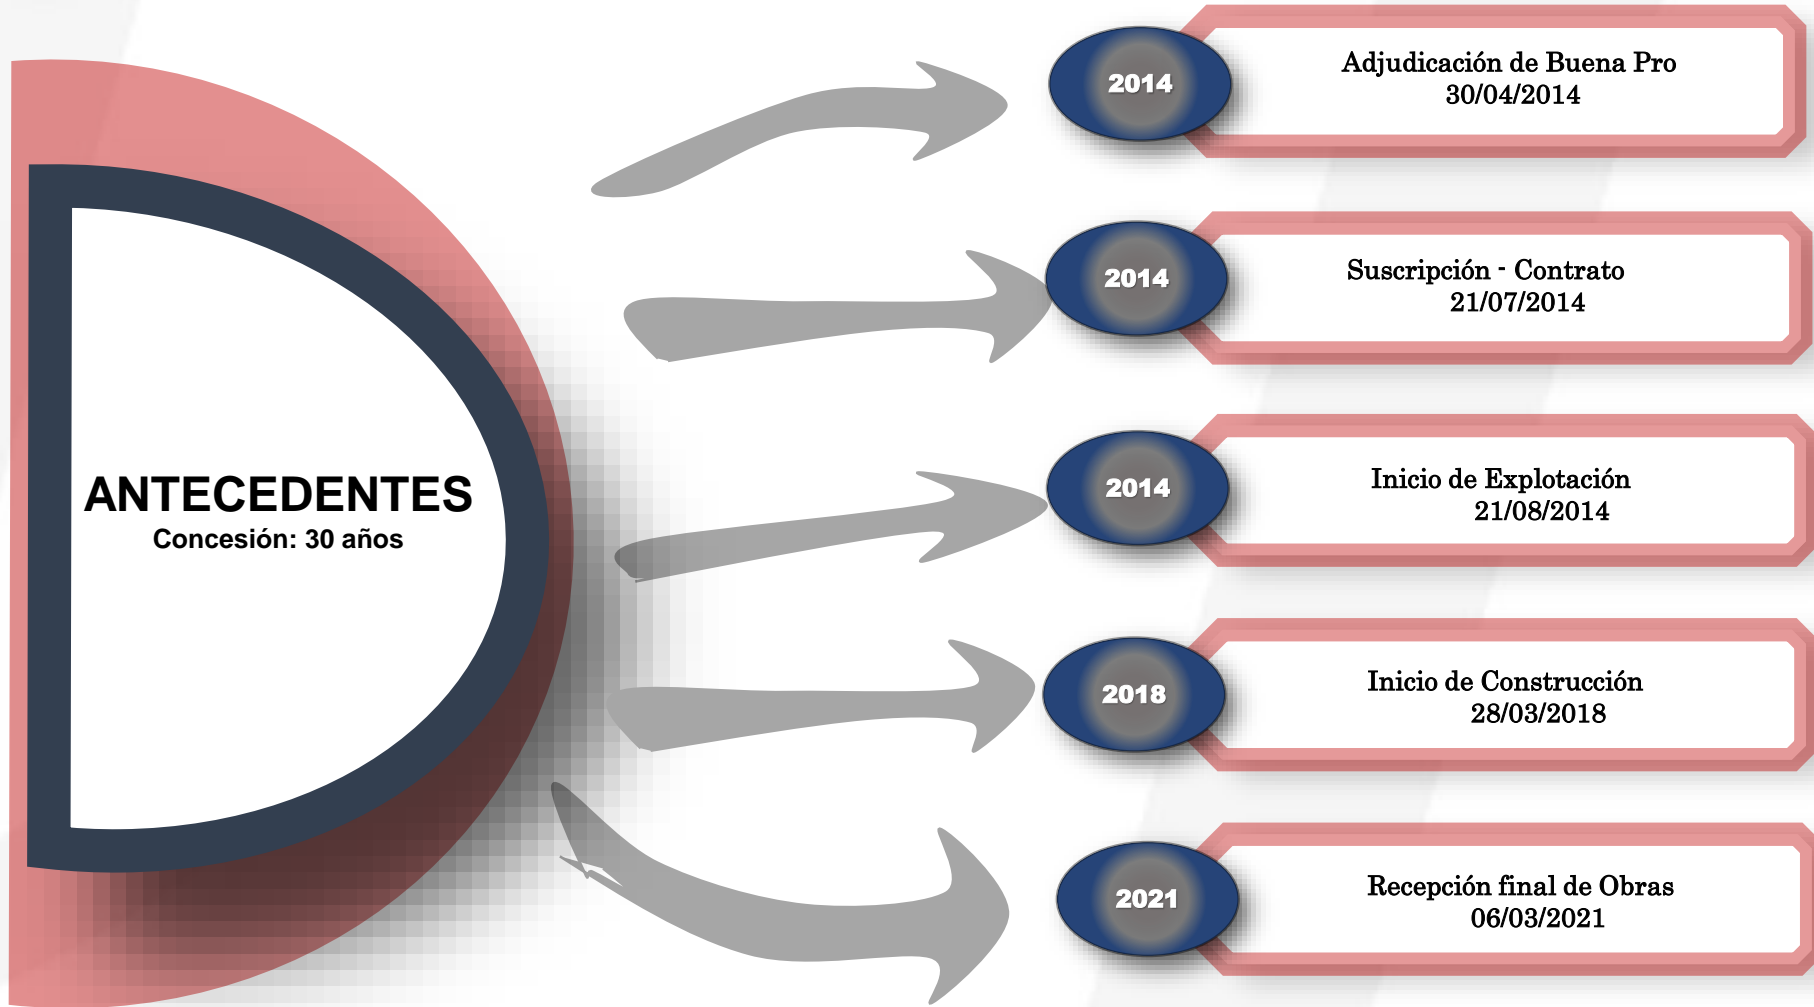 ANTECEDENTES
Concesión: 30 años
2014
Adjudicación de Buena Pro
30/04/2014
2014
Suscripción - Contrato
21/07/2014
2014
Inicio de Explotación
21/08/2014
2018
Inicio de Construcción
28/03/2018
2021
Recepción final de Obras
06/03/2021